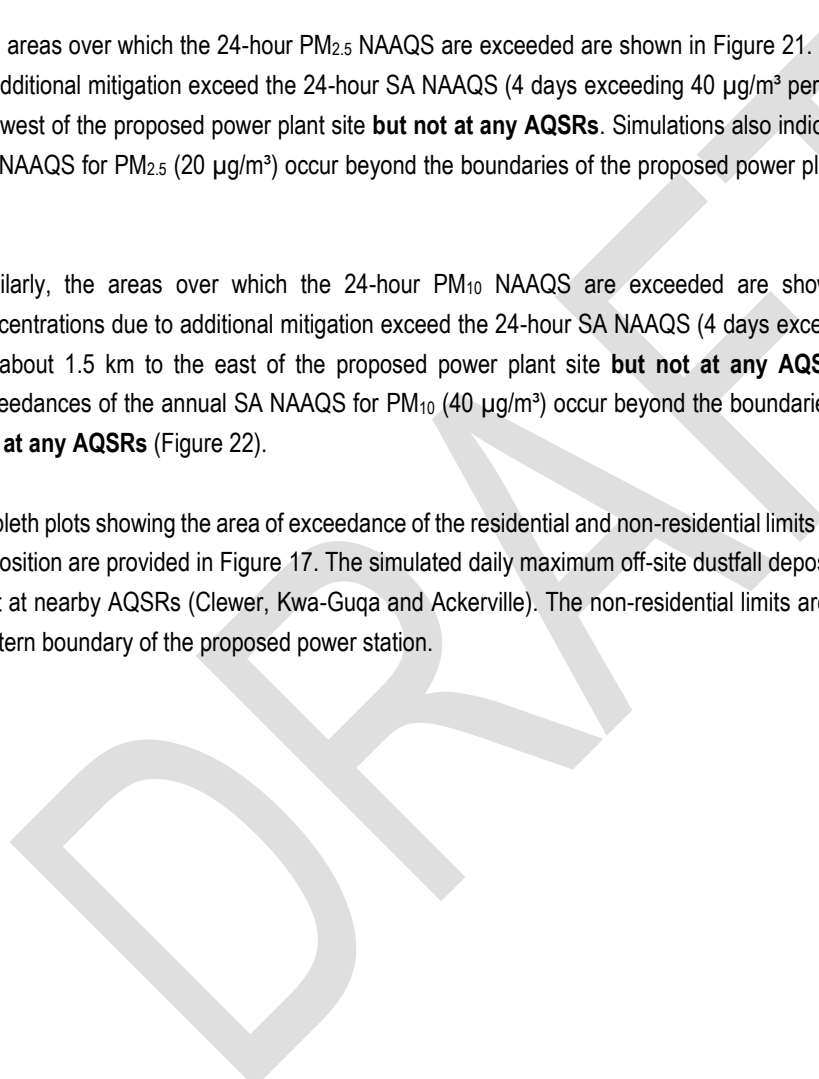 areas over which the 24-hour PM2.5 NAAQS are exceeded are shown in Figure 21.
dditional mitigation exceed the 24-hour SA NAAQS (4 days exceeding 40 µg/m³ per
west of the proposed power plant site but not at any AQSRs. Simulations also indic
NAAQS for PM2.5 (20 µg/m³) occur beyond the boundaries of the proposed power pl
ilarly, the areas over which the 24-hour PM10 NAAQS are exceeded are show
centrations due to additional mitigation exceed the 24-hour SA NAAQS (4 days exce
about 1.5 km to the east of the proposed power plant site but not at any AQS
eedances of the annual SA NAAQS for PM10 (40 µg/m³) occur beyond the boundarie
at any AQSRs (Figure 22).
pleth plots showing the area of exceedance of the residential and non-residential limits
osition are provided in Figure 17. The simulated daily maximum off-site dustfall depos
t at nearby AQSRs (Clewer, Kwa-Guqa and Ackerville). The non-residential limits are
tern boundary of the proposed power station.
DRAFT